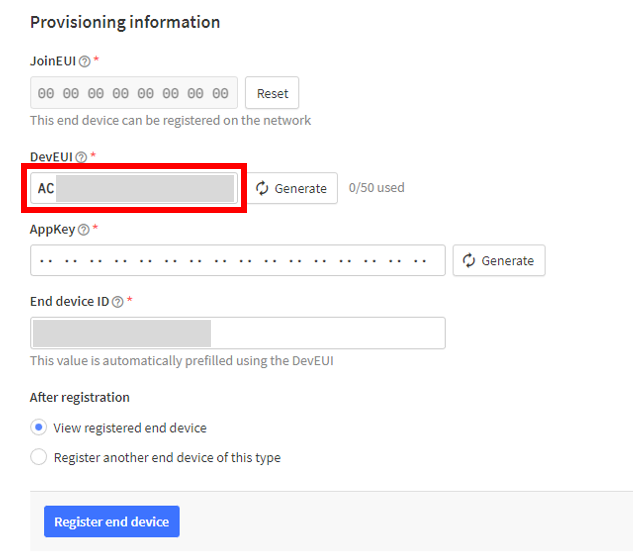 Provisioning information
JoinEUI *
00 00 00 00 00 00 00 00 Reset
This end device can be registered on the network
DevEUI *
AC Generate 0/50 used
AppKey *
·· ·· ·· ·· ·· ·· ·· ·· ·· ·· ·· ·· ·· ·· ·· ·· Generate
End device ID *
This value is automatically prefilled using the DevEUI
After registration
View registered end device
Register another end device of this type
Register end device